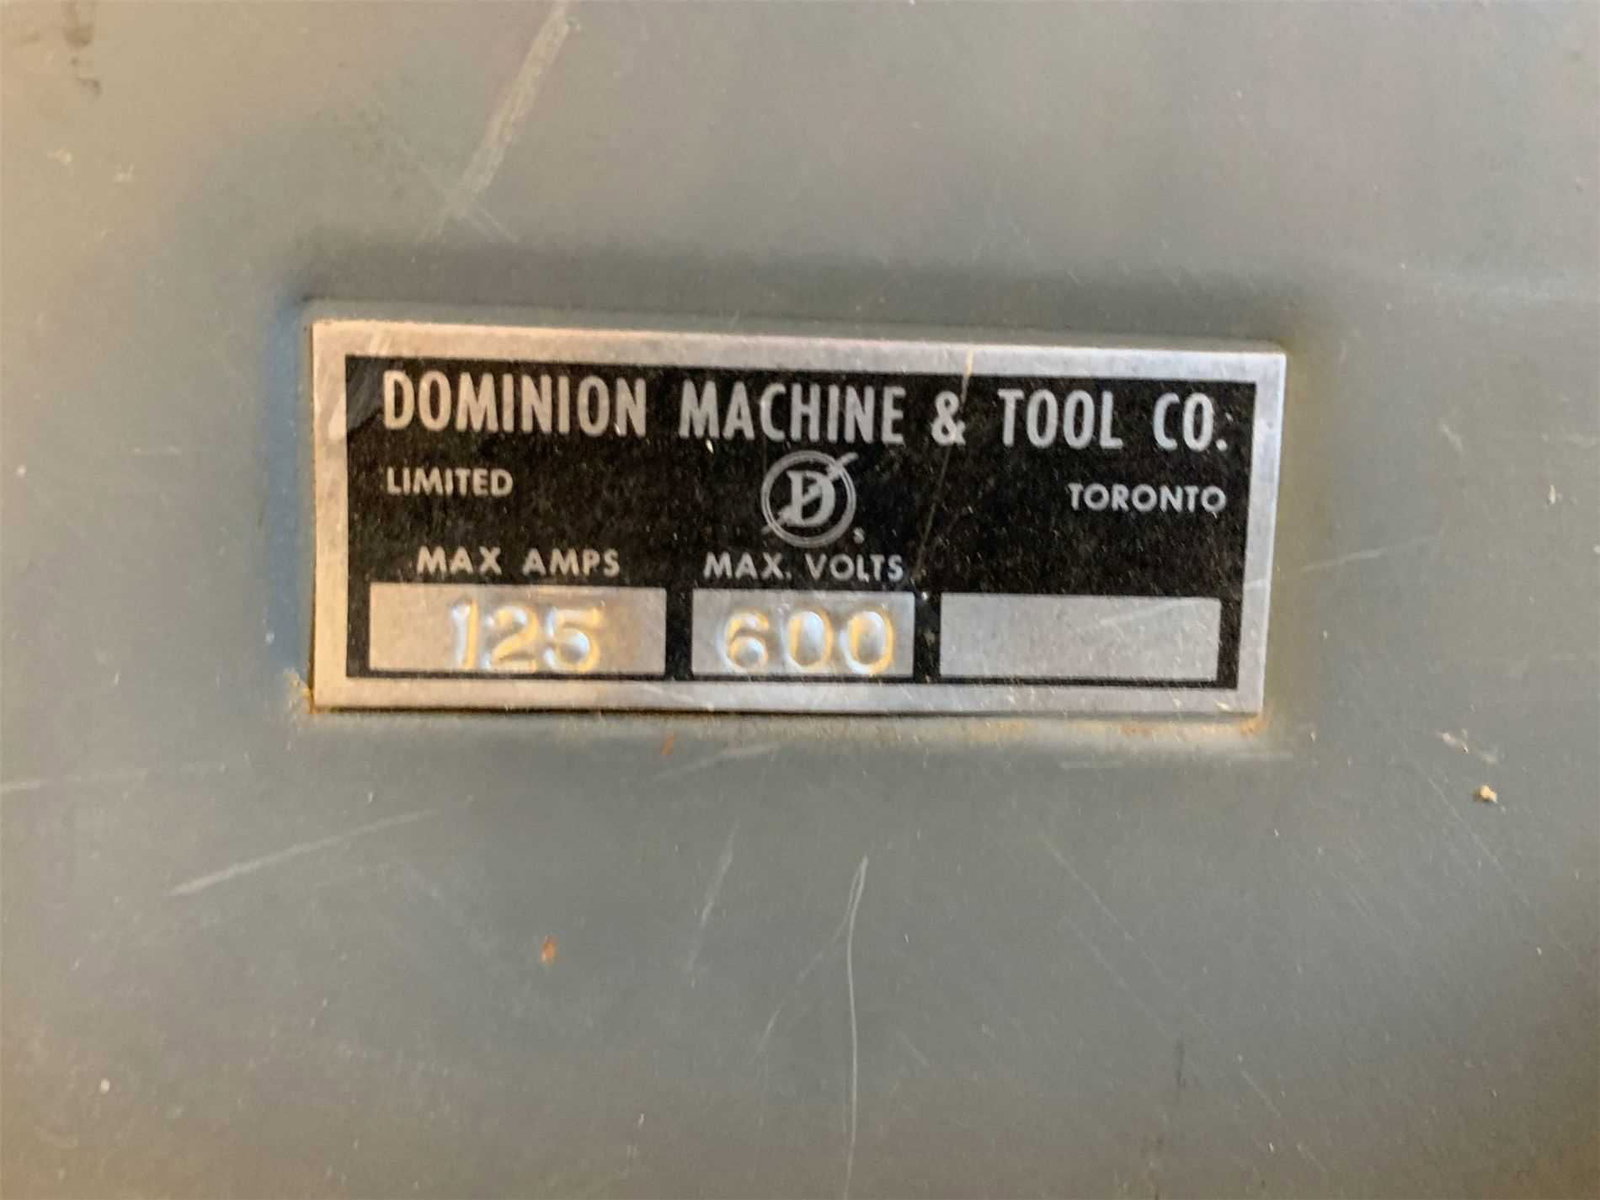 DOMINION MACHINE & TOOL CO.
LIMITED D S TORONTO
MAX AMPS MAX. VOLTS
125 600